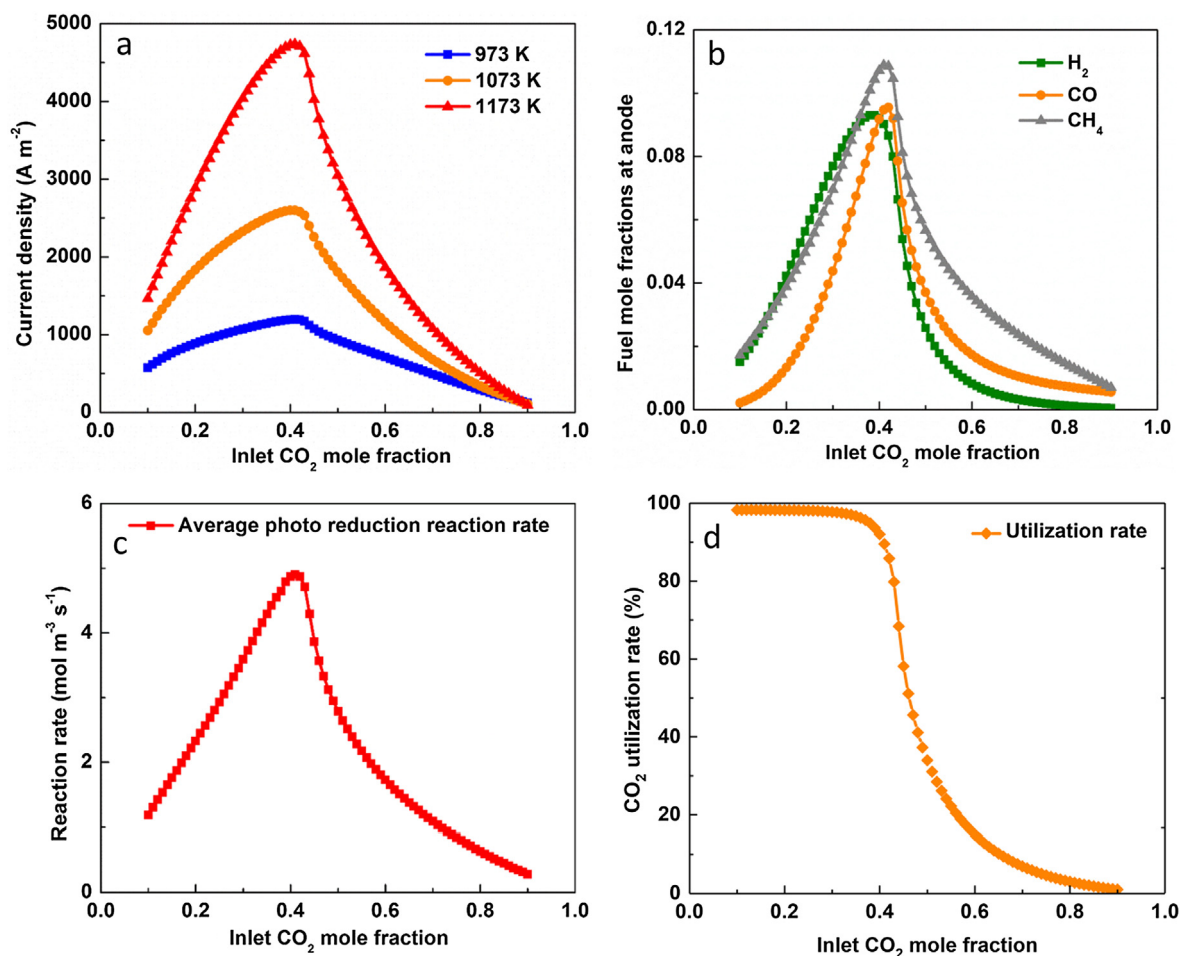 a
973 K
1073 K
1173 K
Current density (A m⁻²)
5000
4000
3000
2000
1000
0
0.0 0.2 0.4 0.6 0.8 1.0
Inlet CO₂ mole fraction
b
H₂
CO
CH₄
Fuel mole fractions at anode
0.12
0.08
0.04
0.00
0.0 0.2 0.4 0.6 0.8 1.0
Inlet CO₂ mole fraction
c
Average photo reduction reaction rate
Reaction rate (mol m⁻³ s⁻¹)
6
4
2
0
0.0 0.2 0.4 0.6 0.8 1.0
Inlet CO₂ mole fraction
d
Utilization rate
CO₂ utilization rate (%)
100
80
60
40
20
0
0.0 0.2 0.4 0.6 0.8 1.0
Inlet CO₂ mole fraction